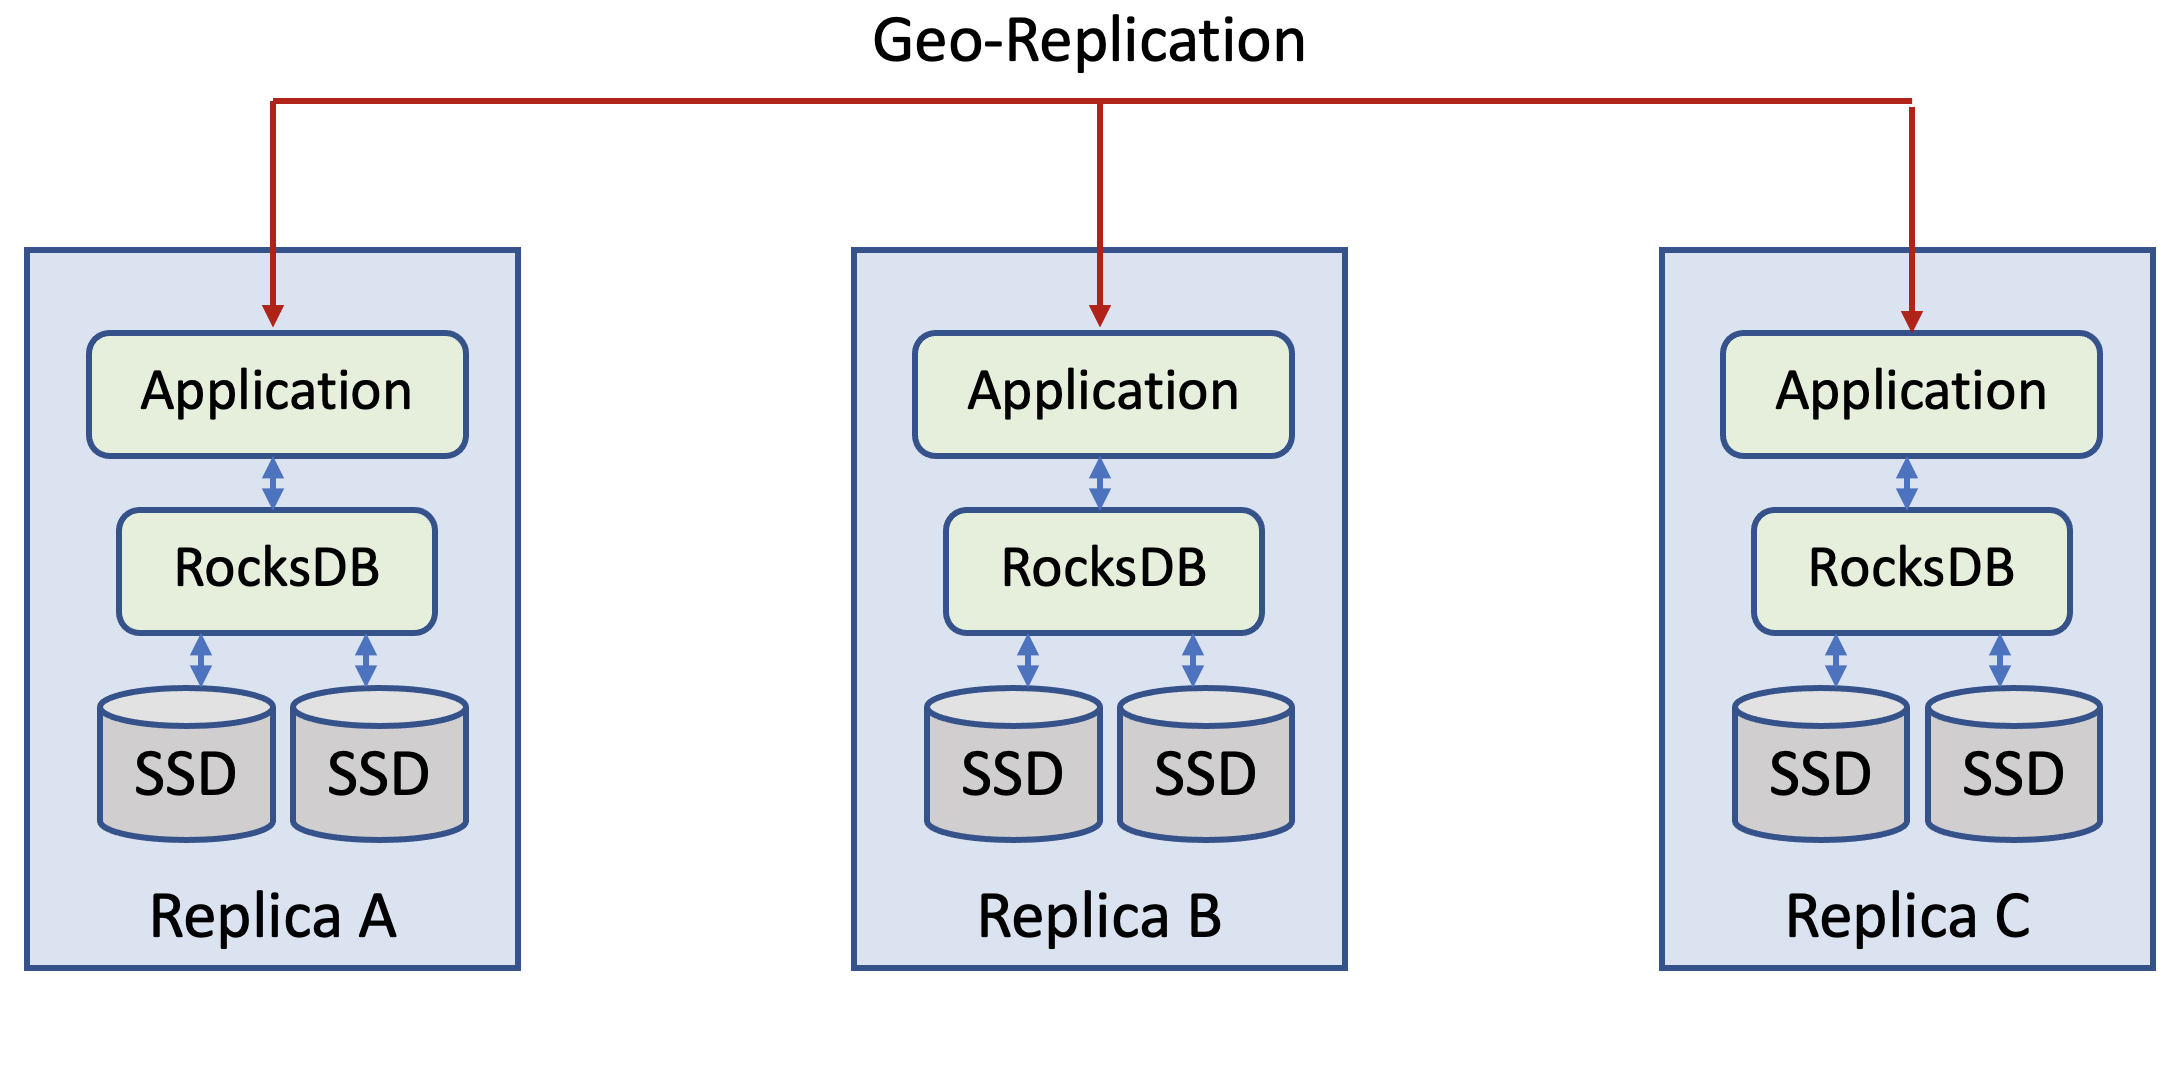 Geo-Replication
Application
Application
Application
RocksDB
RocksDB
RocksDB
SSD
SSD
SSD
SSD
SSD
SSD
Replica A
Replica B
Replica C